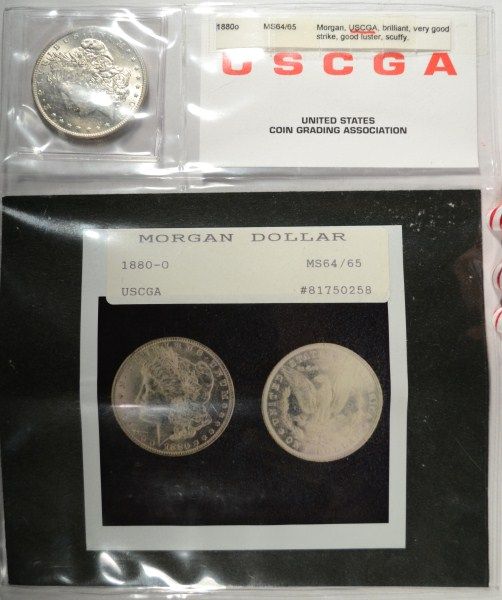 1880o MS64/65 Morgan, USCGA, brilliant, very good
strike, good luster, scuffy.
USCGA
UNITED STATES
COIN GRADING ASSOCIATION
MORGAN DOLLAR
1880-O MS64/65
USCGA #81750258
1880